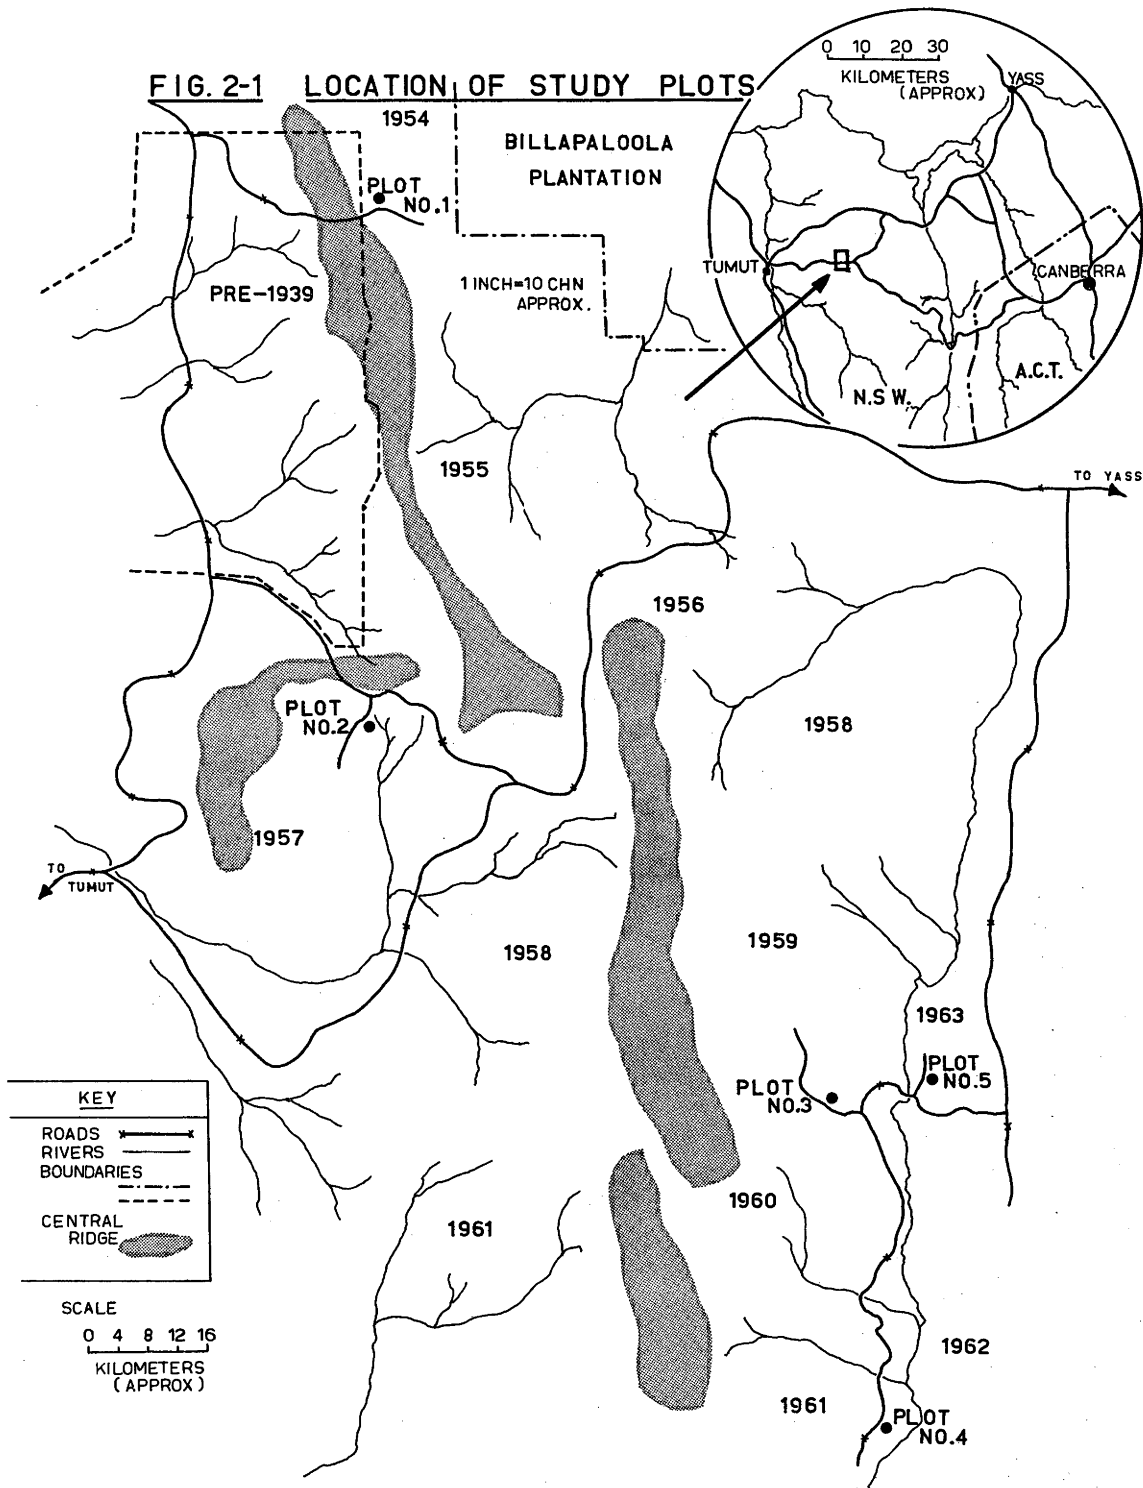 FIG. 2-1 LOCATION OF STUDY PLOTS
0 10 20 30
KILOMETERS
(APPROX)
YASS
TUMUT
CANBERRA
N.S W.
A.C.T.
1954
BILLAPALOOLA
PLANTATION
PLOT
NO.1
PRE-1939
1 INCH=10 CHN
APPROX.
1955
TO YASS
1956
PLOT
NO.2
1958
1957
TO
TUMUT
1958
1959
1963
PLOT
NO.5
PLOT
NO.3
KEY
ROADS
RIVERS
BOUNDARIES
CENTRAL
RIDGE
1960
1961
SCALE
0 4 8 12 16
KILOMETERS
(APPROX)
1962
1961
PLOT
NO.4